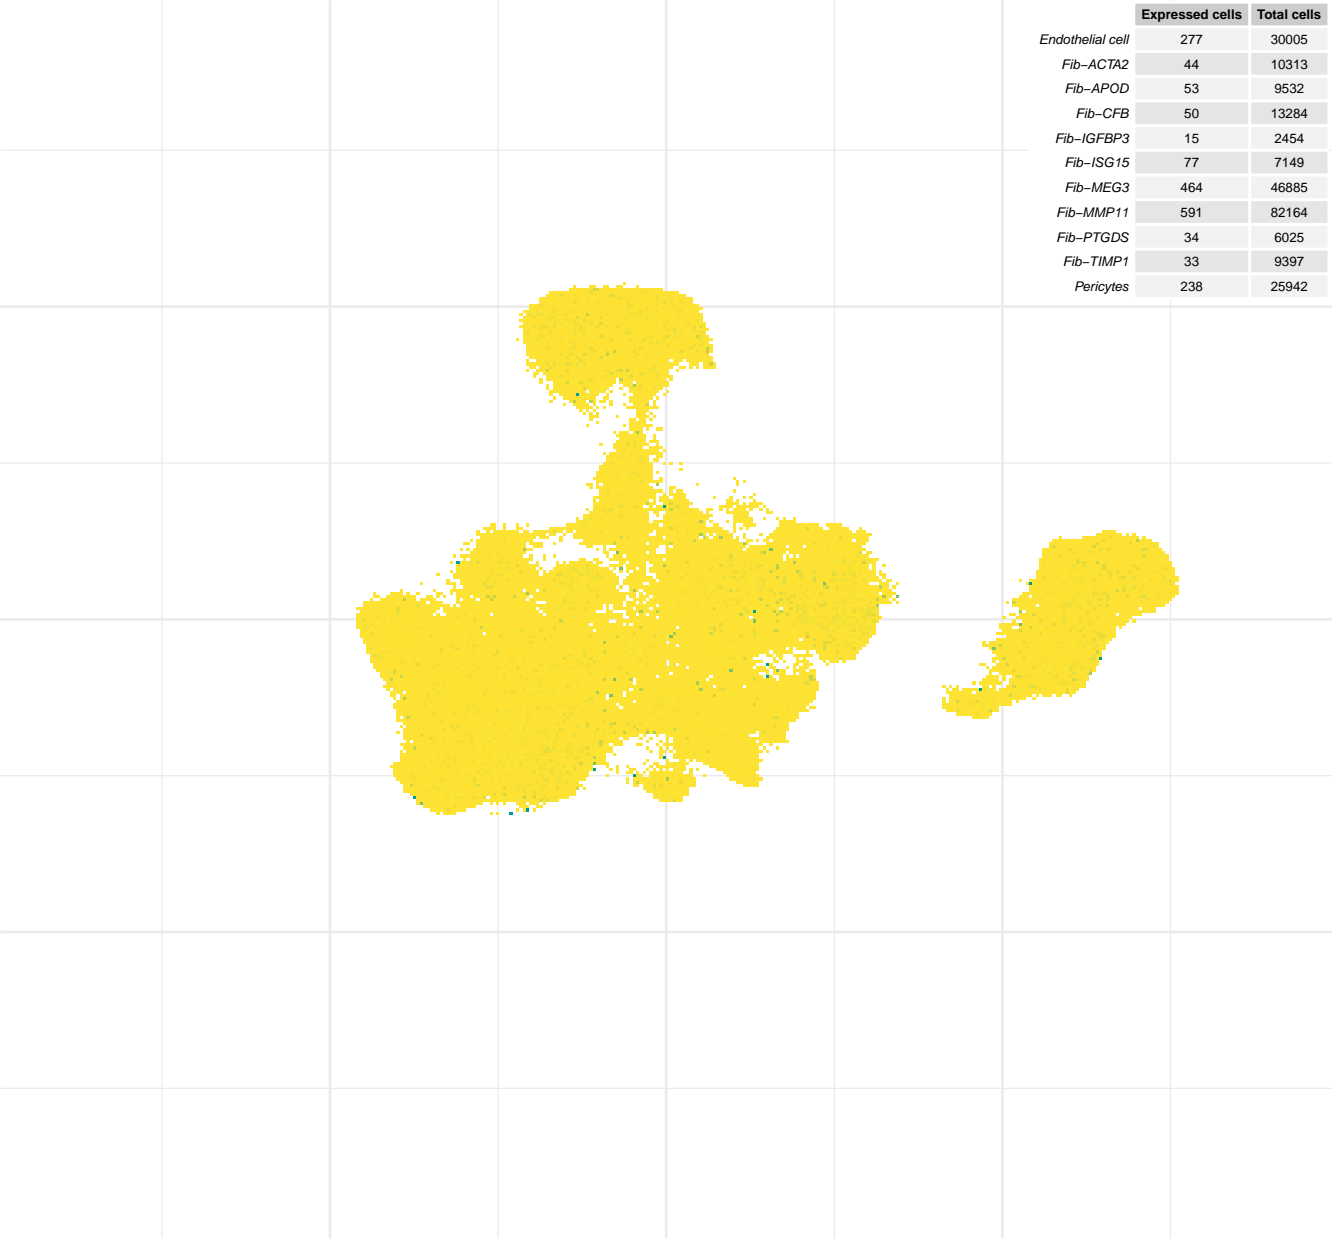 Expressed cells Total cells
Endothelial cell 277 30005
Fib−ACTA2 44 10313
Fib−APOD 53 9532
Fib−CFB 50 13284
Fib−IGFBP3 15 2454
Fib−ISG15 77 7149
Fib−MEG3 464 46885
Fib−MMP11 591 82164
Fib−PTGDS 34 6025
Fib−TIMP1 33 9397
Pericytes 238 25942